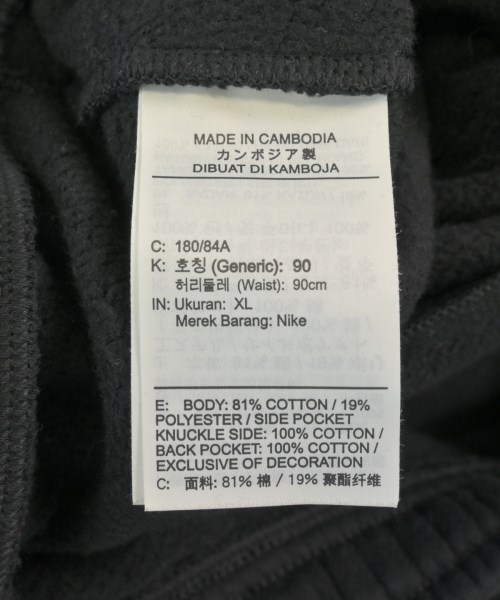 MADE IN CAMBODIA
カンボジア製
DIBUAT DI KAMBOJA
C: 180/84A
K: 호칭 (Generic): 90
허리둘레 (Waist): 90cm
IN: Ukuran: XL
Merek Barang: Nike
E: BODY: 81% COTTON / 19%
POLYESTER / SIDE POCKET
KNUCKLE SIDE: 100% COTTON /
BACK POCKET: 100% COTTON /
EXCLUSIVE OF DECORATION
C: 面料: 81% 棉 / 19% 聚酯纤维